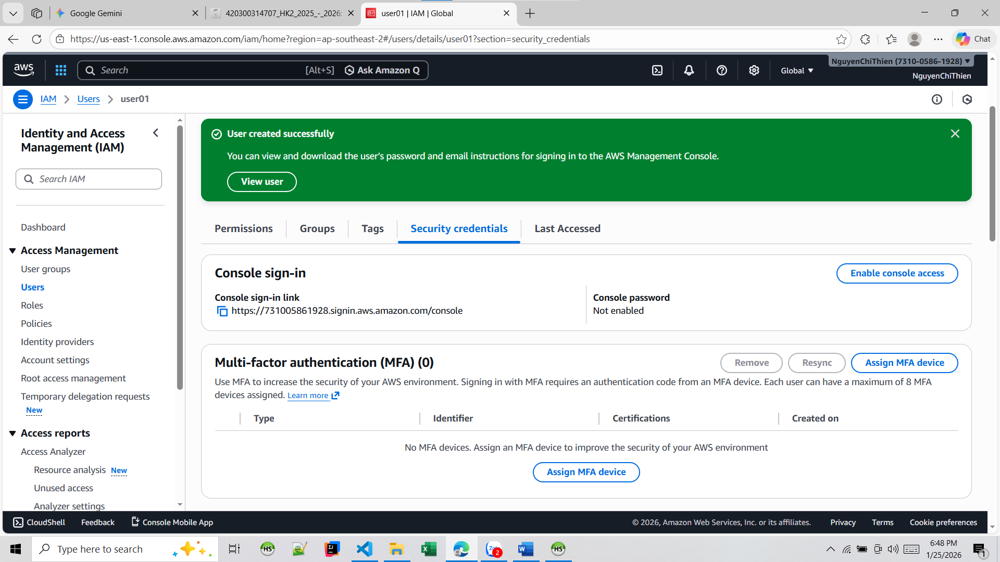 Google Gemini
420300314707_HK2_2025_-_2026:
user01 | IAM | Global
https://us-east-1.console.aws.amazon.com/iam/home?region=ap-southeast-2#/users/details/user01?section=security_credentials
Chat
aws
Search
[Alt+S]
Ask Amazon Q
Global
NguyenChiThien (7310-0586-1928)
NguyenChiThien
IAM
Users
user01
Identity and Access
Management (IAM)
Search IAM
Dashboard
Access Management
User groups
Users
Roles
Policies
Identity providers
Account settings
Root access management
Temporary delegation requests
New
Access reports
Access Analyzer
Resource analysis New
Unused access
Analyzer settings
User created successfully
You can view and download the user's password and email instructions for signing in to the AWS Management Console.
View user
Permissions
Groups
Tags
Security credentials
Last Accessed
Console sign-in
Enable console access
Console sign-in link
https://731005861928.signin.aws.amazon.com/console
Console password
Not enabled
Multi-factor authentication (MFA) (0)
Remove
Resync
Assign MFA device
Use MFA to increase the security of your AWS environment. Signing in with MFA requires an authentication code from an MFA device. Each user can have a maximum of 8 MFA
devices assigned. Learn more
Type
Identifier
Certifications
Created on
No MFA devices. Assign an MFA device to improve the security of your AWS environment
Assign MFA device
CloudShell
Feedback
Console Mobile App
© 2026, Amazon Web Services, Inc. or its affiliates.
Privacy
Terms
Cookie preferences
Type here to search
HS
IJ
2
W
HS
6:48 PM
1/25/2026
1